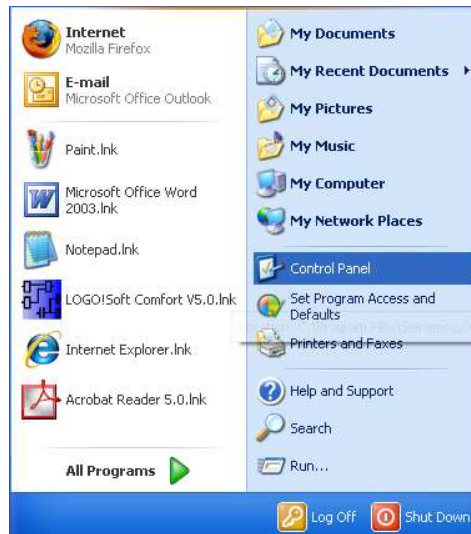 Internet
Mozilla Firefox
E-mail
Microsoft Office Outlook
Paint.lnk
Microsoft Office Word
2003.lnk
Notepad.lnk
LOGO!Soft Comfort V5.0.lnk
Internet Explorer.lnk
Acrobat Reader 5.0.lnk
All Programs
My Documents
My Recent Documents
My Pictures
My Music
My Computer
My Network Places
Control Panel
Set Program Access and
Defaults
Printers and Faxes
Help and Support
Search
Run...
Log Off
Shut Down